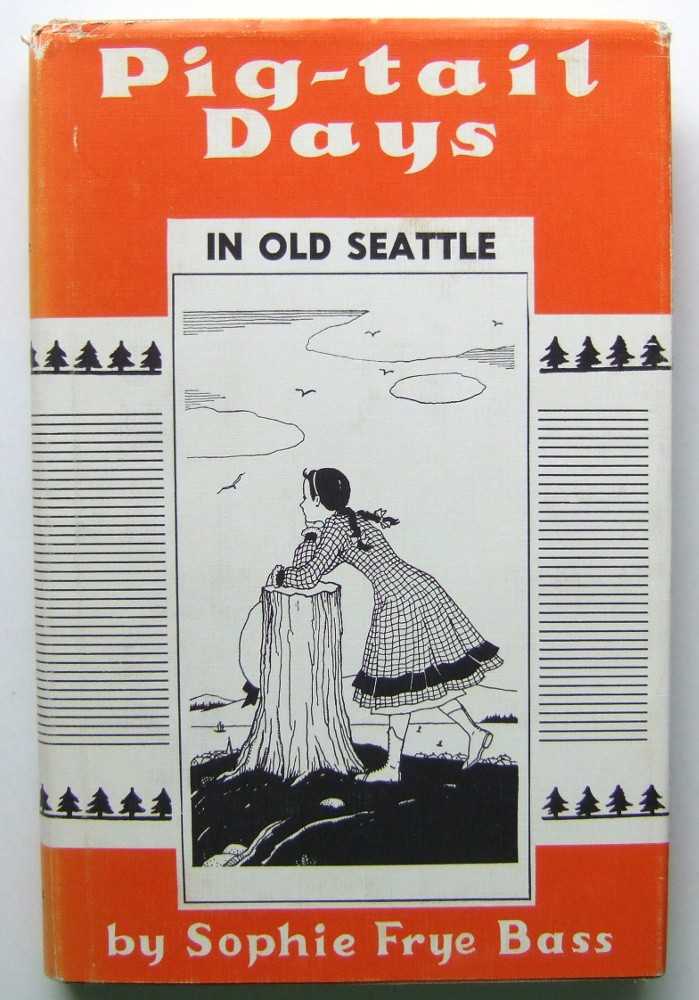 Pig-tail
Days
IN OLD SEATTLE
by Sophie Frye Bass